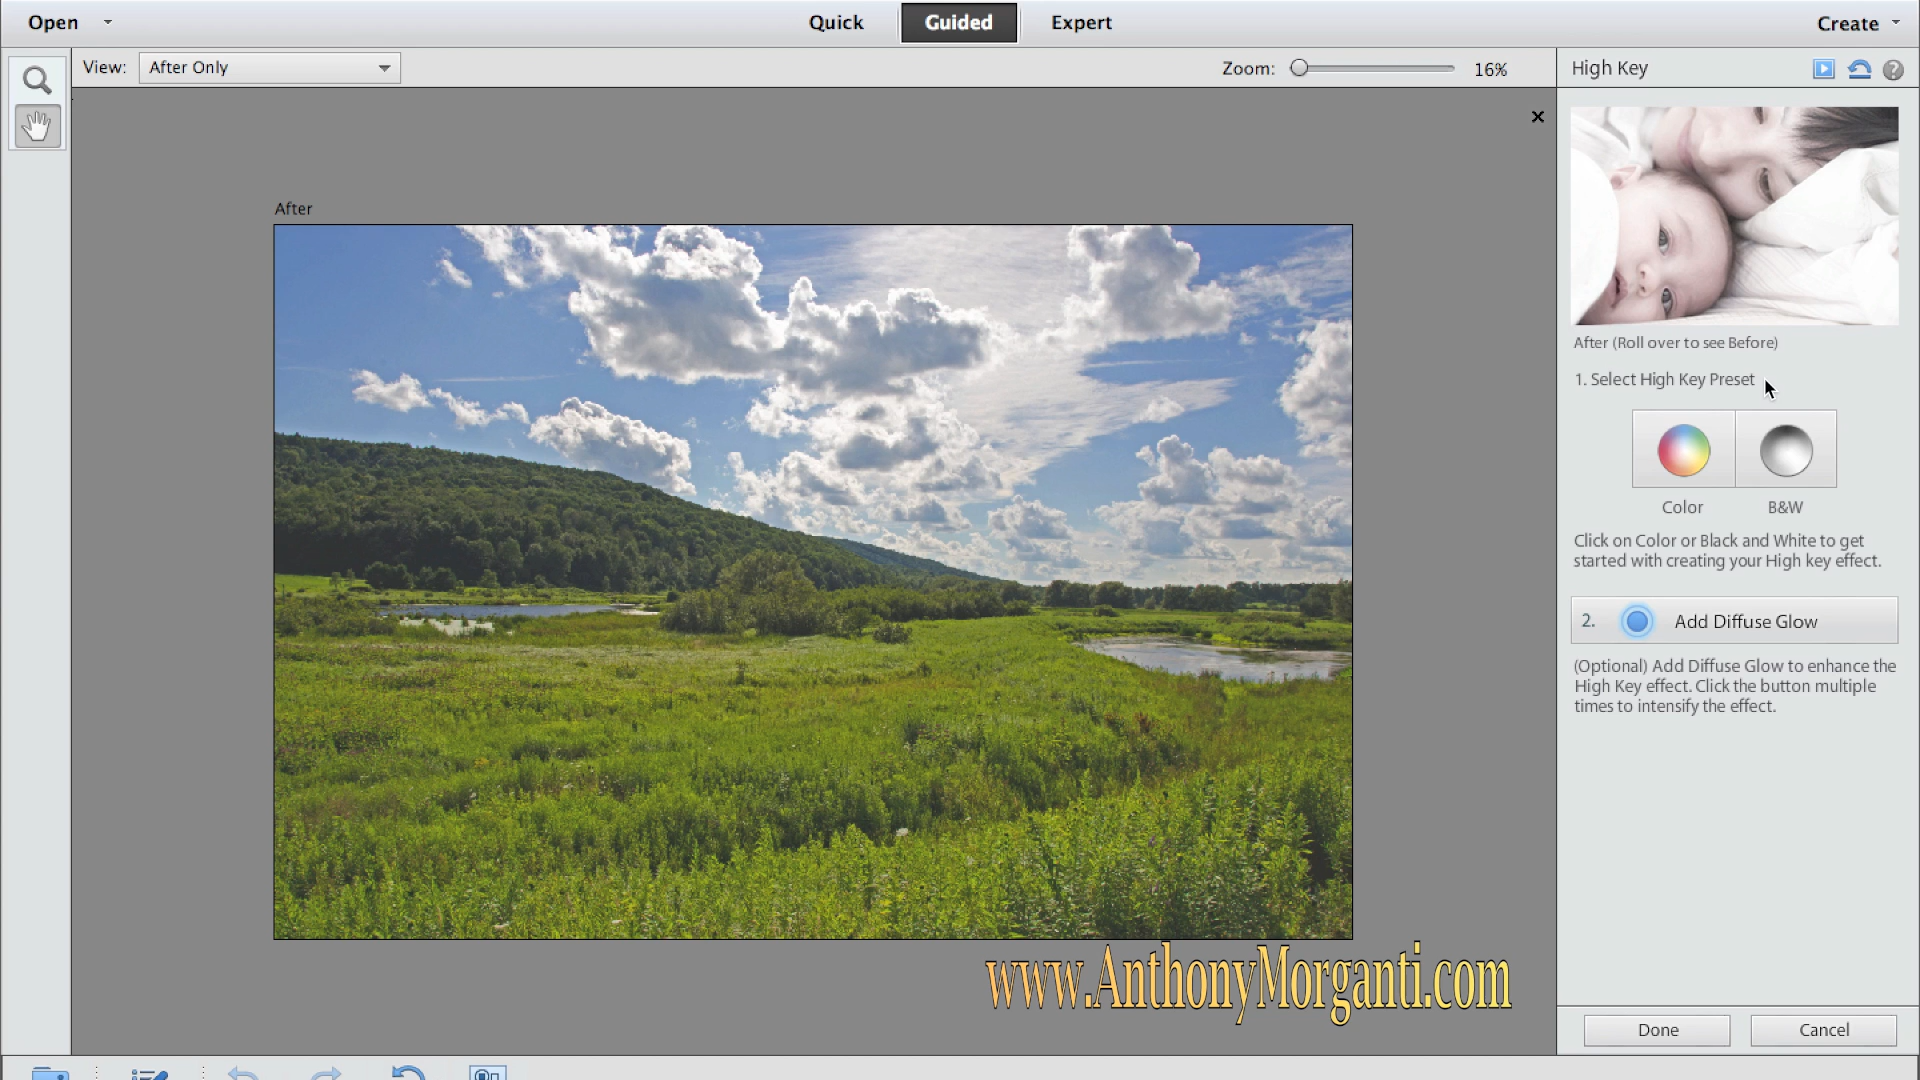 Open
Quick
Guided
Expert
Create
View:
After Only
Zoom:
16%
High Key
After
After (Roll over to see Before)
1. Select High Key Preset
Color
B&W
Click on Color or Black and White to get
started with creating your High key effect.
2.
Add Diffuse Glow
(Optional) Add Diffuse Glow to enhance the
High Key effect. Click the button multiple
times to intensify the effect.
www.AnthonyMorganti.com
Done
Cancel